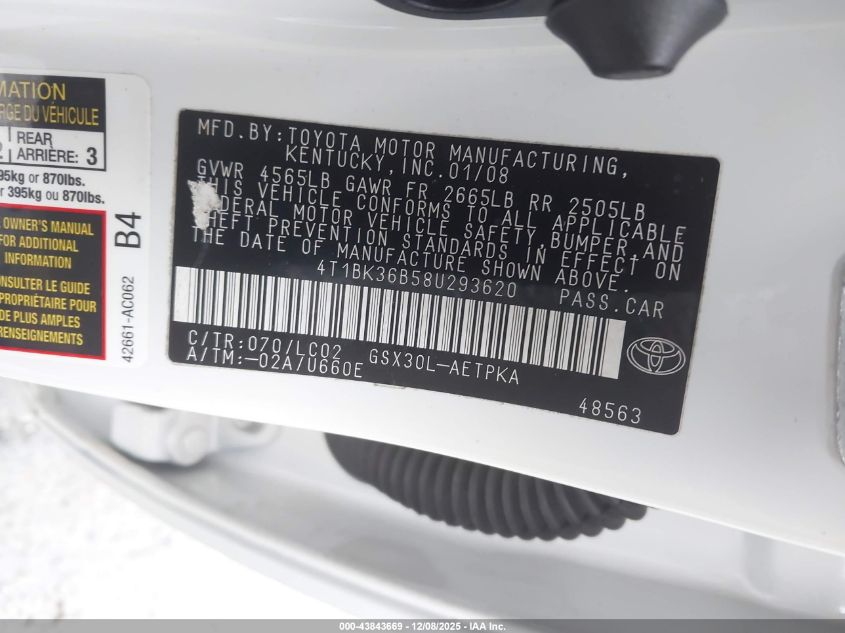 MATION
RGE DU VÉHICULE
REAR
ARRIÈRE: 3
95kg or 870lbs.
r 395kg ou 870lbs.
OWNER'S MANUAL
FOR ADDITIONAL
INFORMATION
NSULTER LE GUIDE
PROPRIÉTAIRE POUR
DE PLUS AMPLES
RENSEIGNEMENTS
B4
42661-AC062
MFD.BY:TOYOTA MOTOR MANUFACTURING,
KENTUCKY,INC.01/08
GVWR 4565LB GAWR FR 2665LB RR 2505LB
THIS VEHICLE CONFORMS TO ALL APPLICABLE
FEDERAL MOTOR VEHICLE SAFETY,BUMPER,AND
THEFT PREVENTION STANDARDS IN EFFECT ON
THE DATE OF MANUFACTURE SHOWN ABOVE.
4T1BK36B58U293620 PASS.CAR
C/TR:070/LC02 GSX30L-AETPKA
A/TM:-02A/U660E
48563
000-43843669 • 12/08/2025 - IAA Inc.